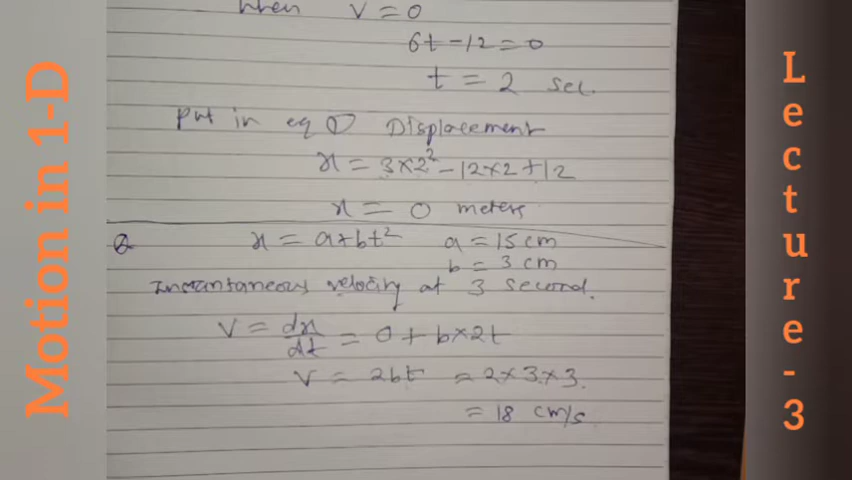 Motion in 1-D
When V = 0
6t - 12 = 0
t = 2 sec.
Put in eq ① Displacement
x = 3×2² - 12×2 + 12
x = 0 meters
Q x = a+bt² a = 15 cm
b = 3 cm
Instantaneous velocity at 3 second.
V = dx/dt = 0 + b×2t
V = 2bt = 2×3×3.
= 18 cm/s
Lecture-3